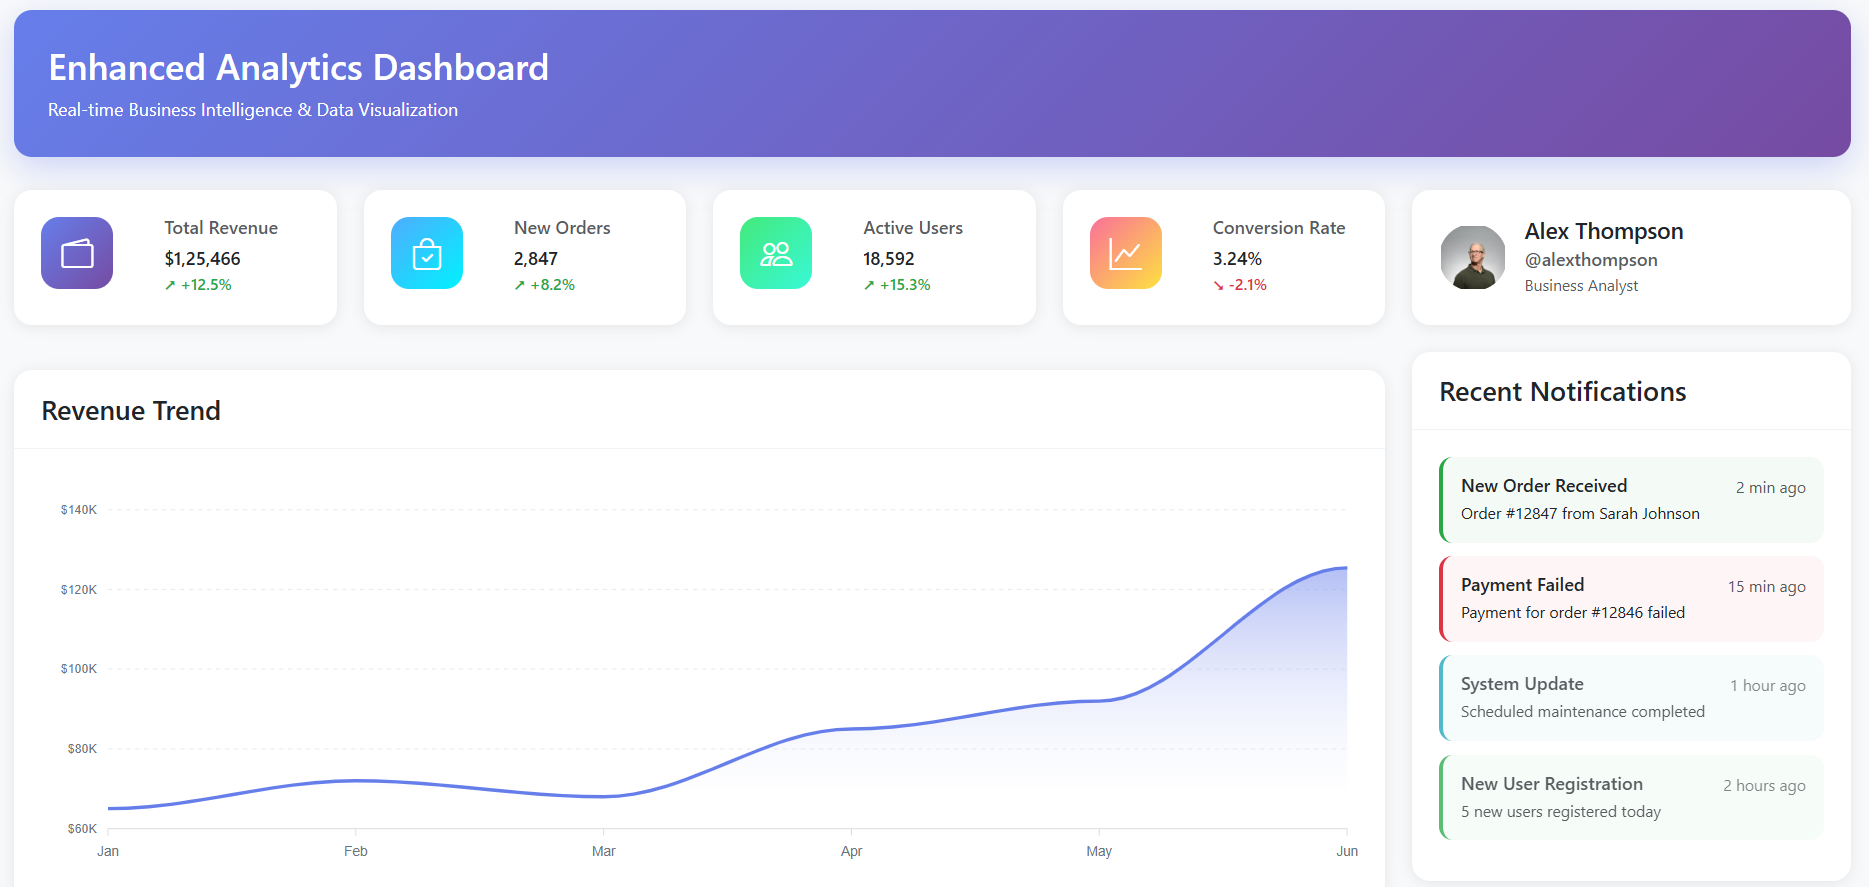 Enhanced Analytics Dashboard
Real-time Business Intelligence & Data Visualization
Total Revenue
$1,25,466
↗ +12.5%
New Orders
2,847
↗ +8.2%
Active Users
18,592
↗ +15.3%
Conversion Rate
3.24%
↘ -2.1%
Alex Thompson
@alexthompson
Business Analyst
Revenue Trend
$140K
$120K
$100K
$80K
$60K
Jan
Feb
Mar
Apr
May
Jun
Recent Notifications
New Order Received
2 min ago
Order #12847 from Sarah Johnson
Payment Failed
15 min ago
Payment for order #12846 failed
System Update
1 hour ago
Scheduled maintenance completed
New User Registration
2 hours ago
5 new users registered today